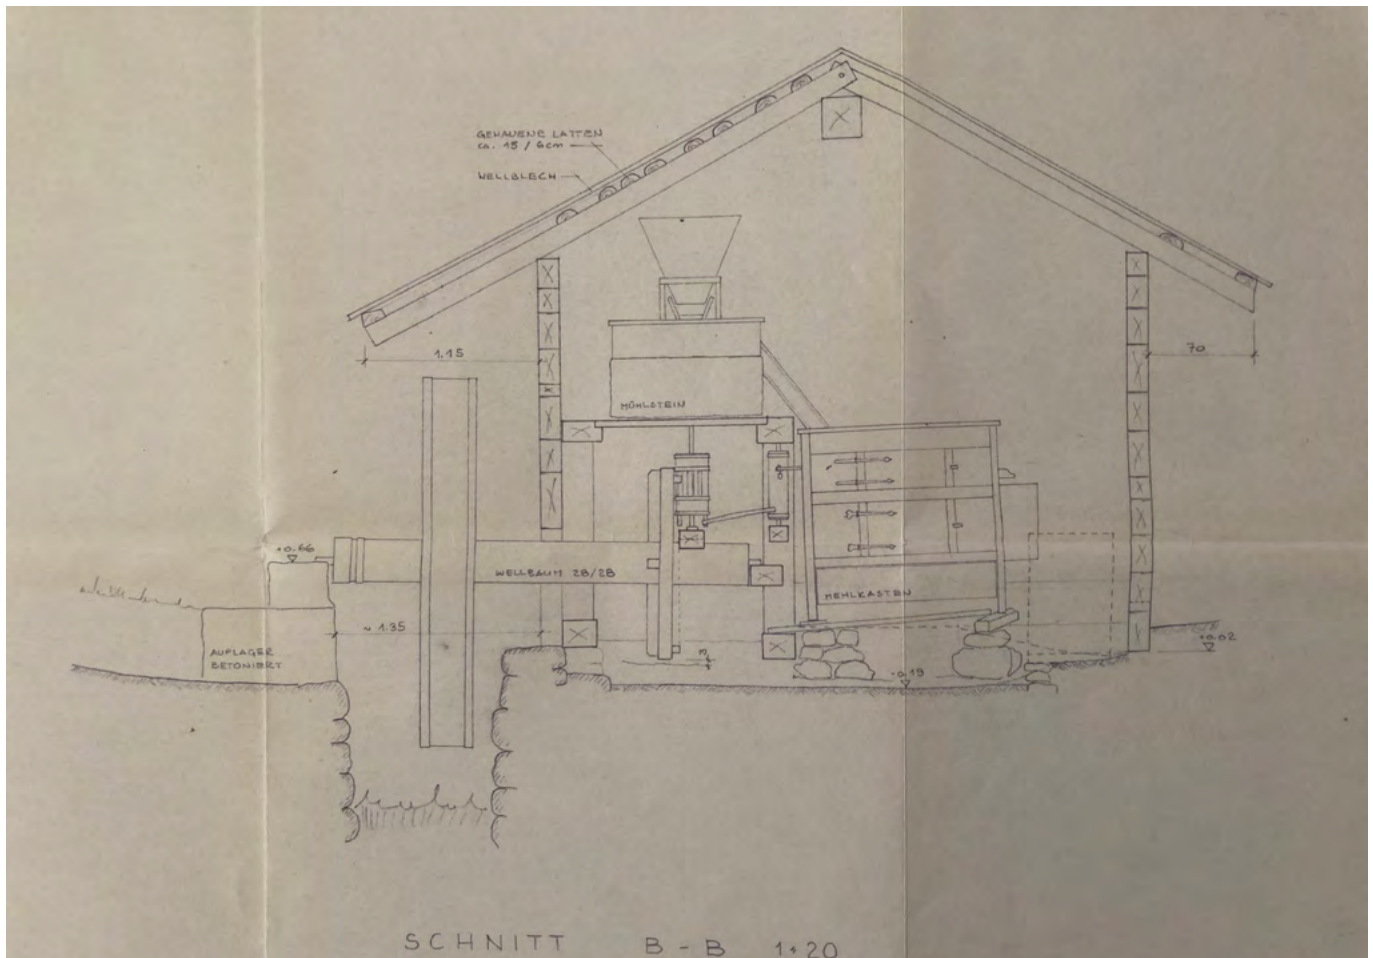 GEHAUENE LATTEN
ca. 15 / 6cm
WELLBLECH
1.15
70
MÜHLSTEIN
+0.66
WELLBAUM 28/28
MEHLKASTEN
~ 1.35
AUFLAGER
BETONIERT
+0.02
-0.19
SCHNITT B - B 1:20